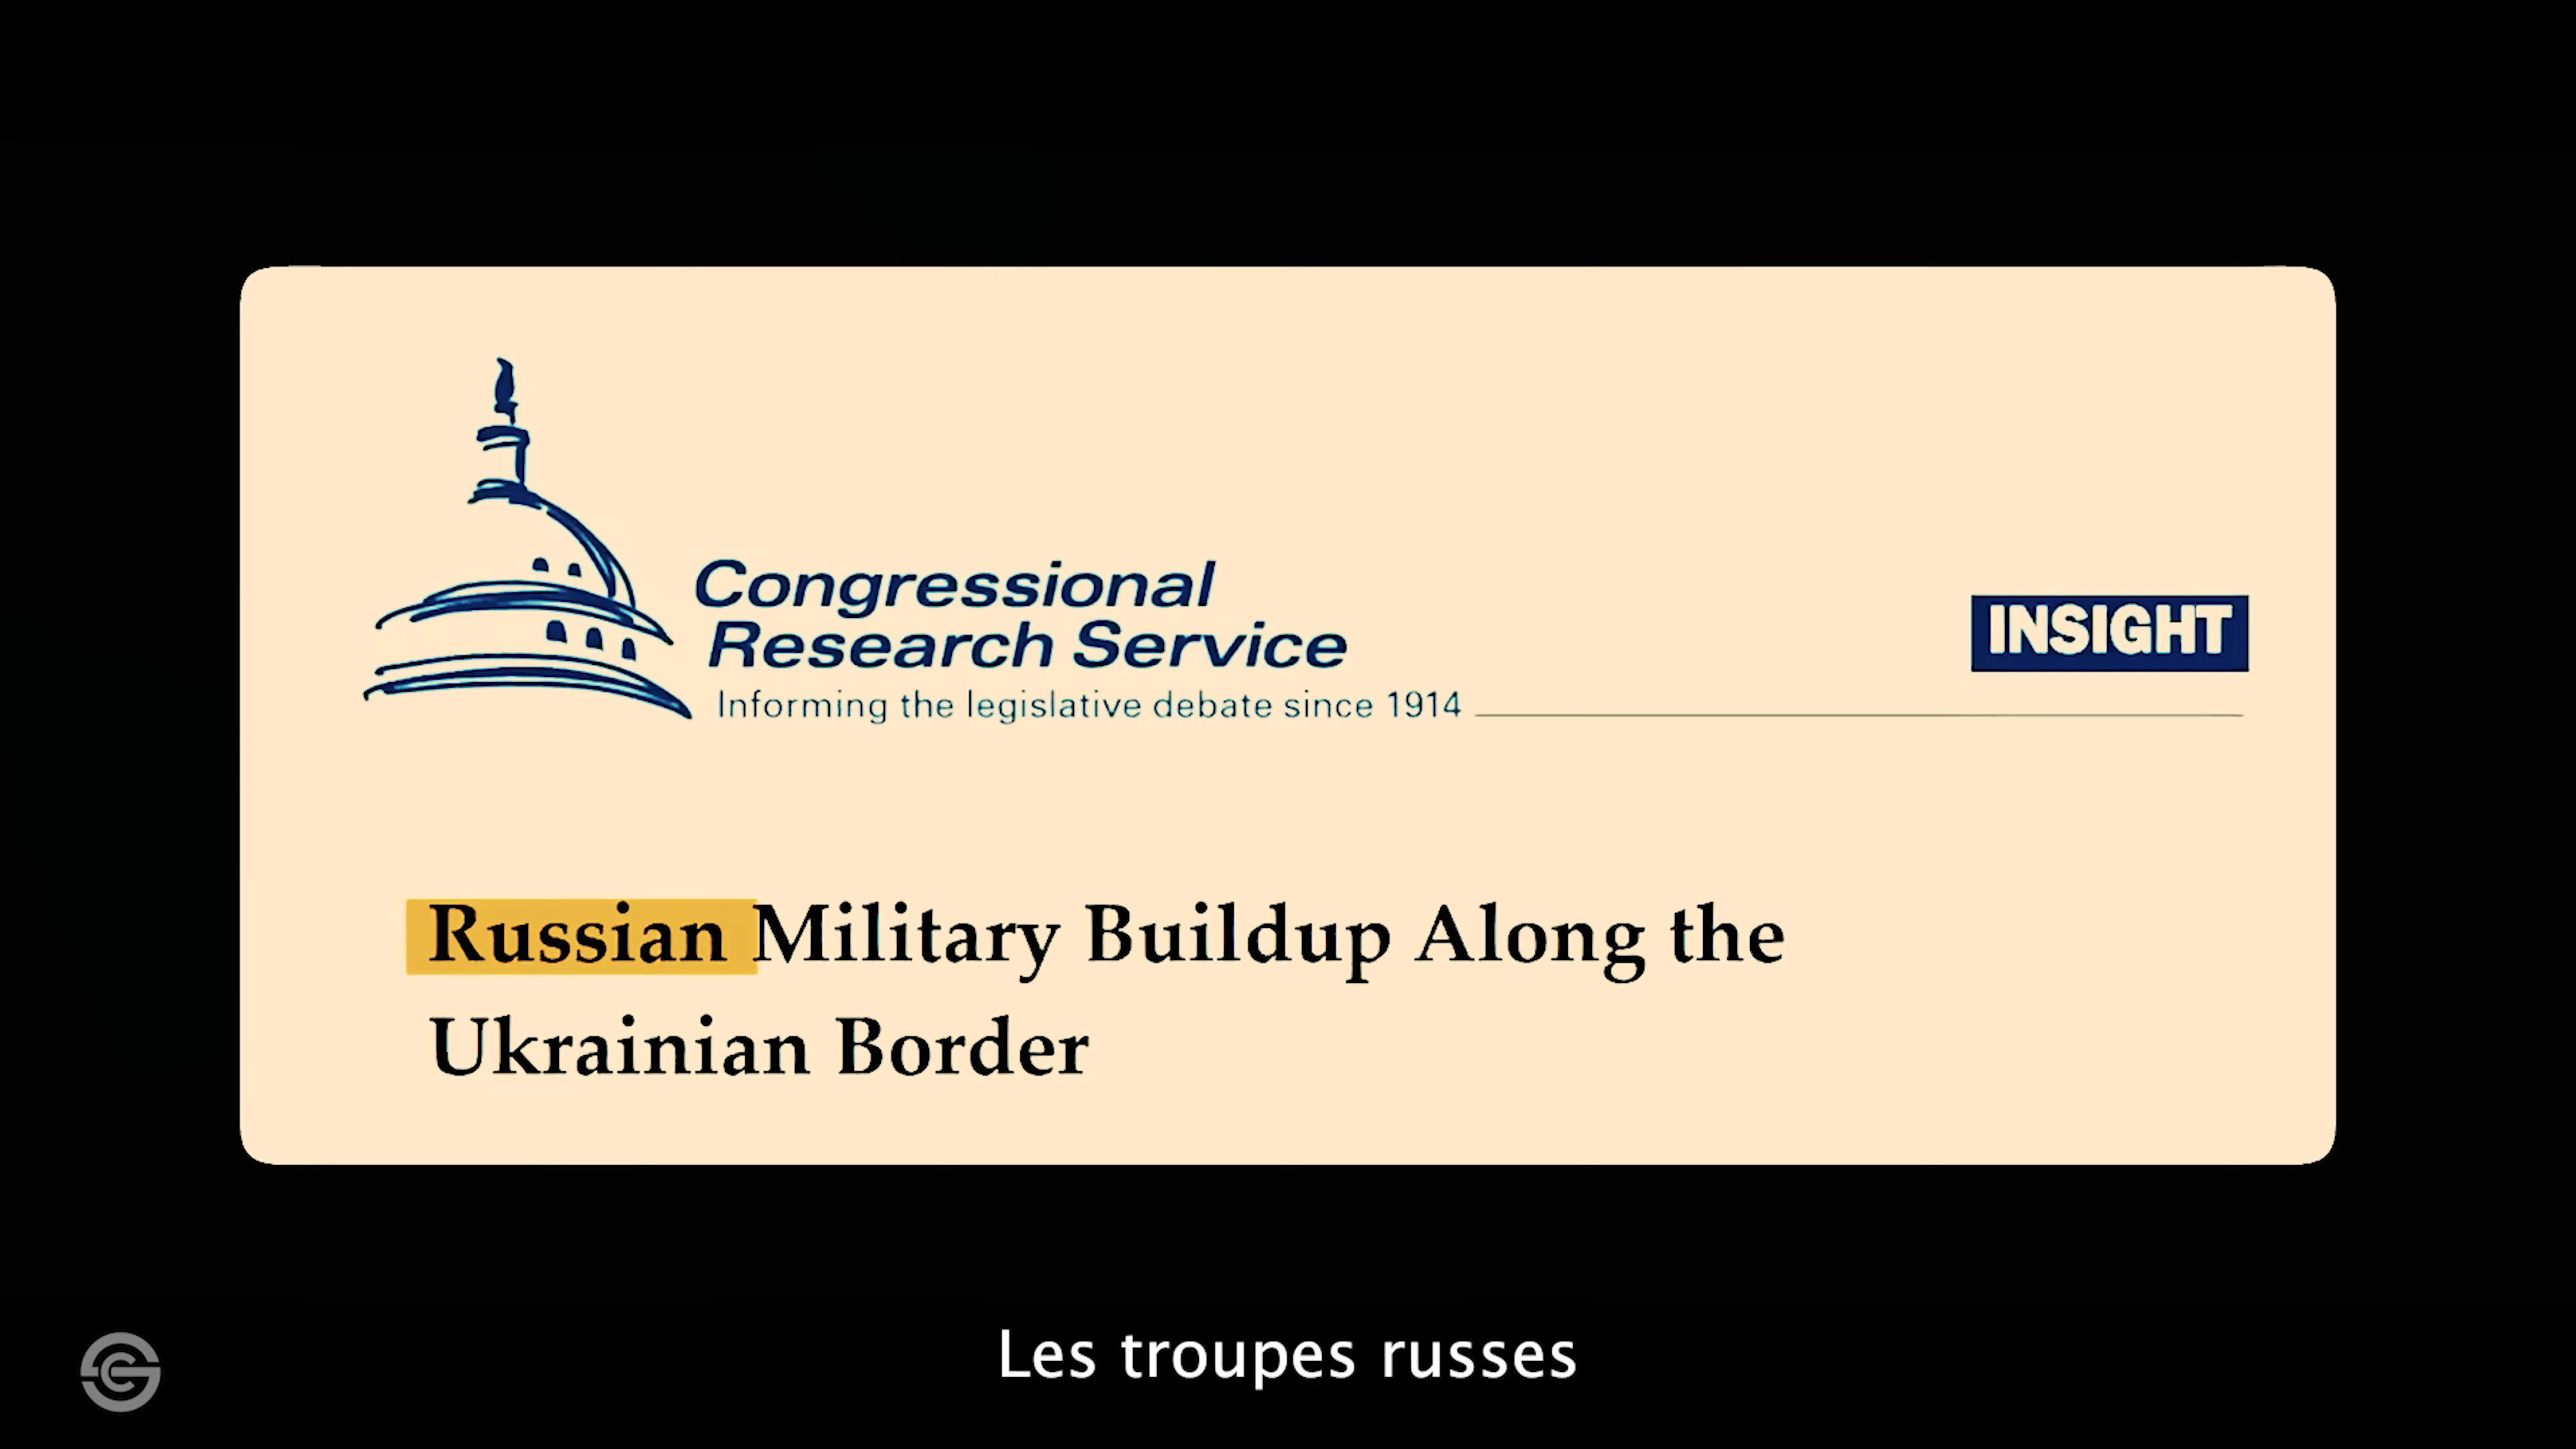 Congressional
Research Service
Informing the legislative debate since 1914
INSIGHT
Russian Military Buildup Along the
Ukrainian Border
Les troupes russes